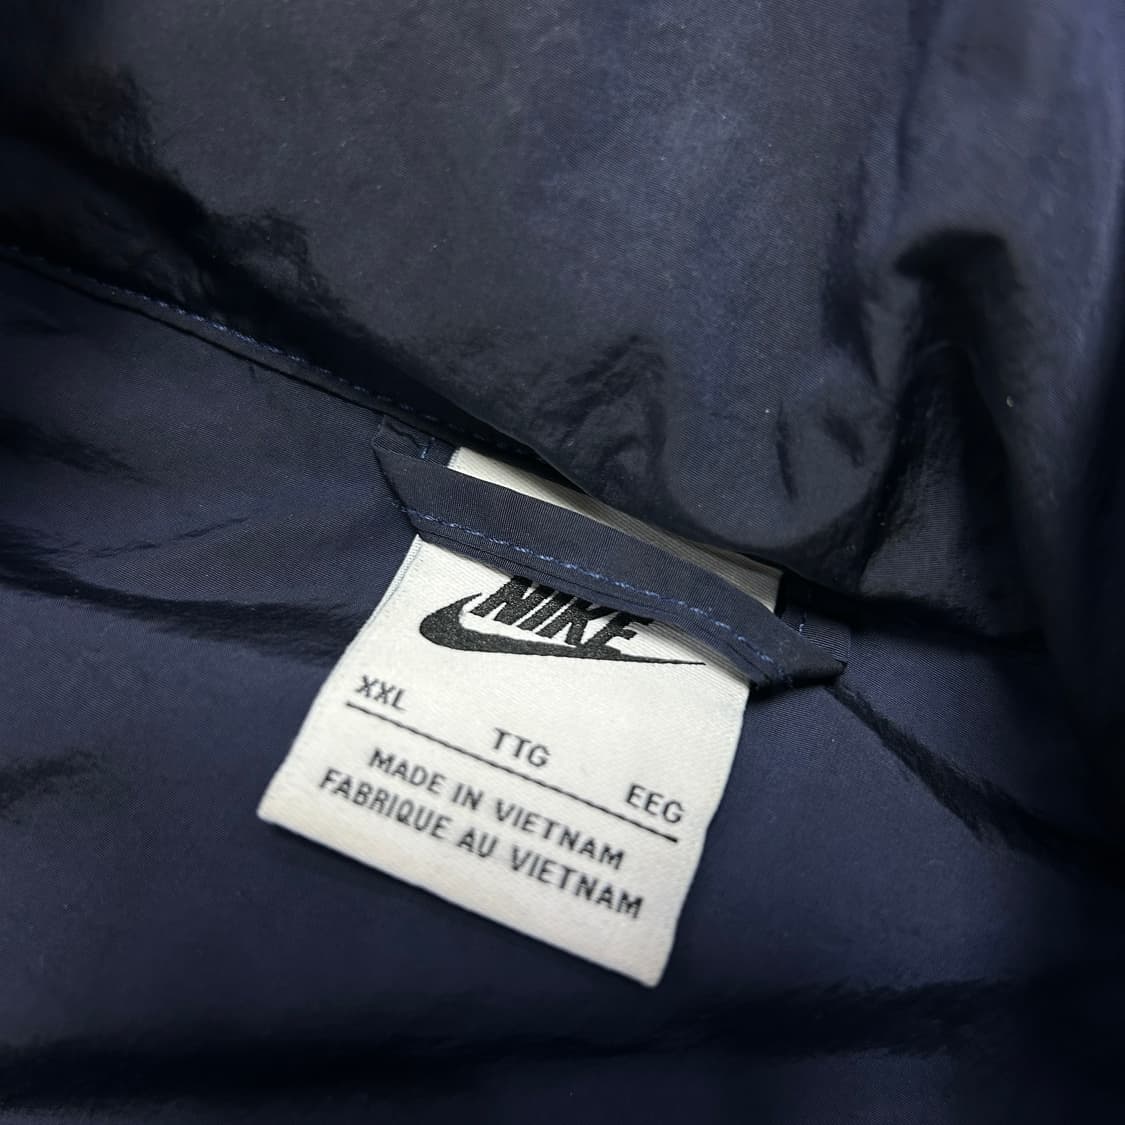 NIKE
XXL TTG EEG
MADE IN VIETNAM
FABRIQUE AU VIETNAM